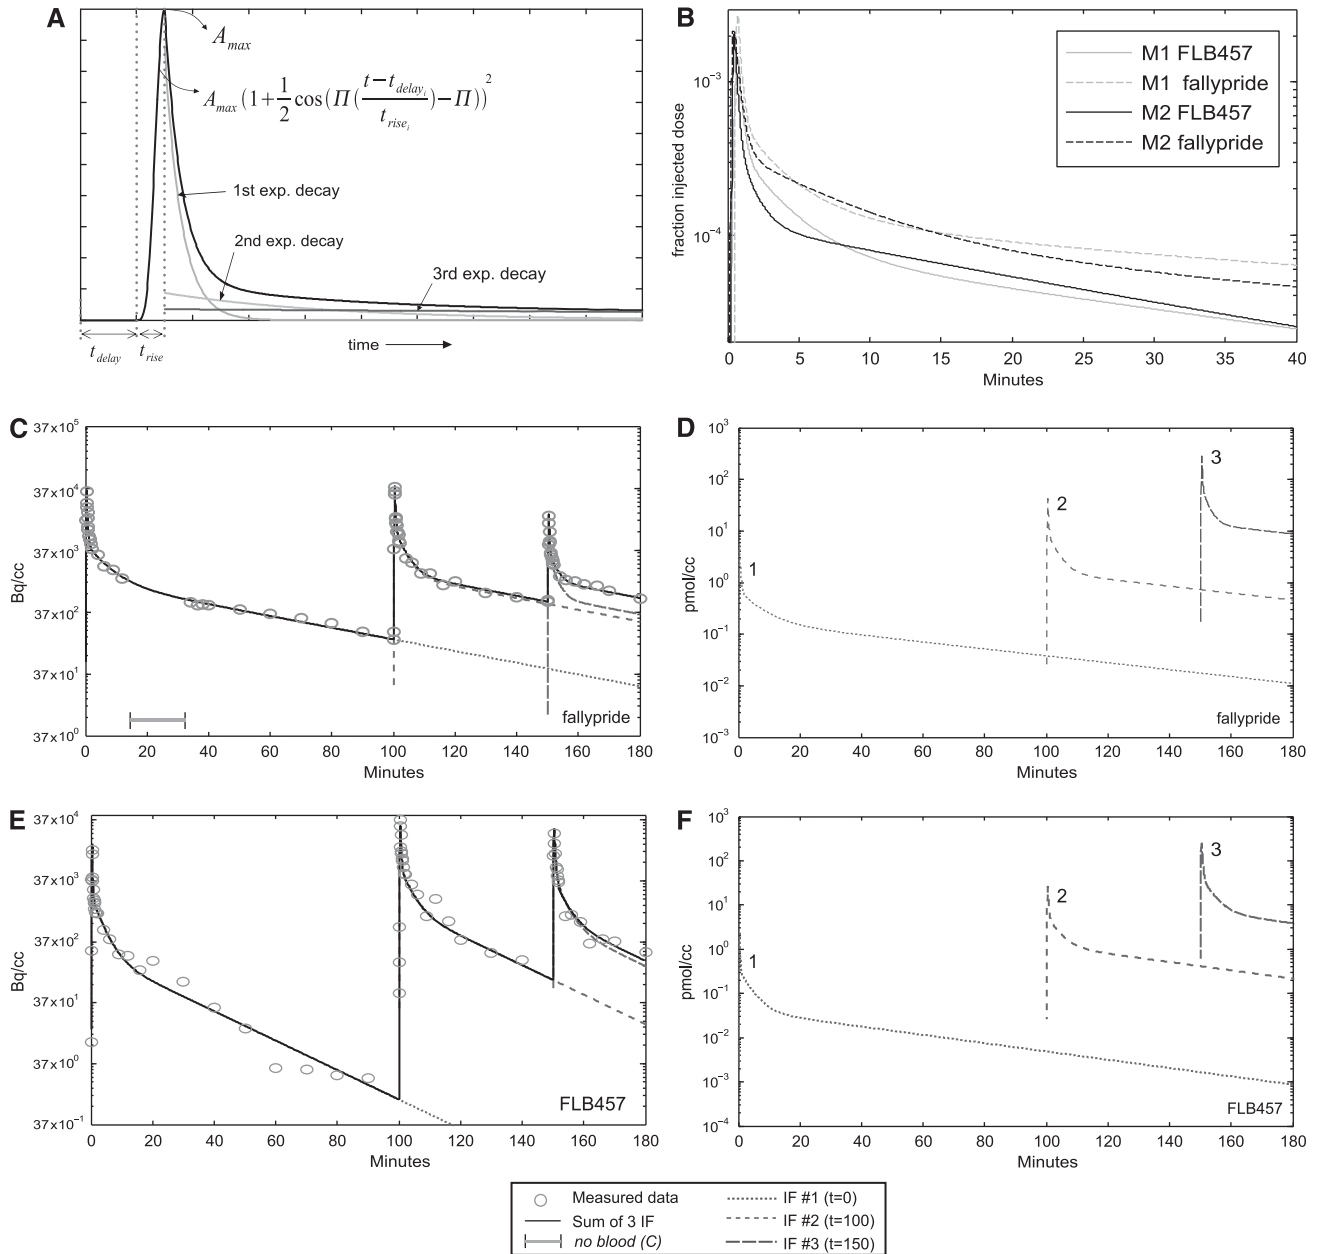 A
A_max
A_max (1+1/2 cos(Π((t−t_delay_i)/t_rise_i)−Π))^2
1st exp. decay
2nd exp. decay
3rd exp. decay
t_delay
t_rise
time
B
M1 FLB457
M1 fallypride
M2 FLB457
M2 fallypride
fraction injected dose
10^−3
10^−4
0 5 10 15 20 25 30 35 40
Minutes
C
Bq/cc
37×10^5
37×10^4
37×10^3
37×10^2
37×10^1
37×10^0
fallypride
0 20 40 60 80 100 120 140 160 180
Minutes
D
pmol/cc
10^3
10^2
10^1
10^0
10^−1
10^−2
10^−3
1
2
3
fallypride
0 20 40 60 80 100 120 140 160 180
Minutes
E
Bq/cc
37×10^4
37×10^3
37×10^2
37×10^1
37×10^0
37×10^−1
FLB457
0 20 40 60 80 100 120 140 160 180
Minutes
F
pmol/cc
10^3
10^2
10^1
10^0
10^−1
10^−2
10^−3
10^−4
1
2
3
FLB457
0 20 40 60 80 100 120 140 160 180
Minutes
Measured data
Sum of 3 IF
no blood (C)
IF #1 (t=0)
IF #2 (t=100)
IF #3 (t=150)